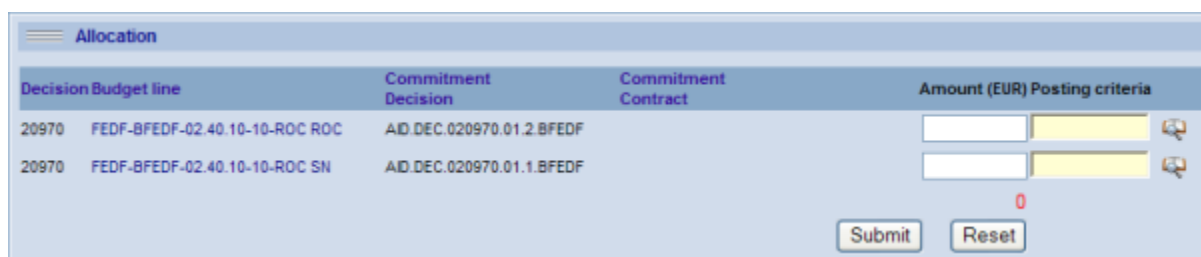 Allocation
Decision Budget line Commitment Decision Commitment Contract Amount (EUR) Posting criteria
20970 FEDF-BFEDF-02.40.10-10-ROC ROC AID.DEC.020970.01.2.BFEDF
20970 FEDF-BFEDF-02.40.10-10-ROC SN AID.DEC.020970.01.1.BFEDF
0
Submit Reset